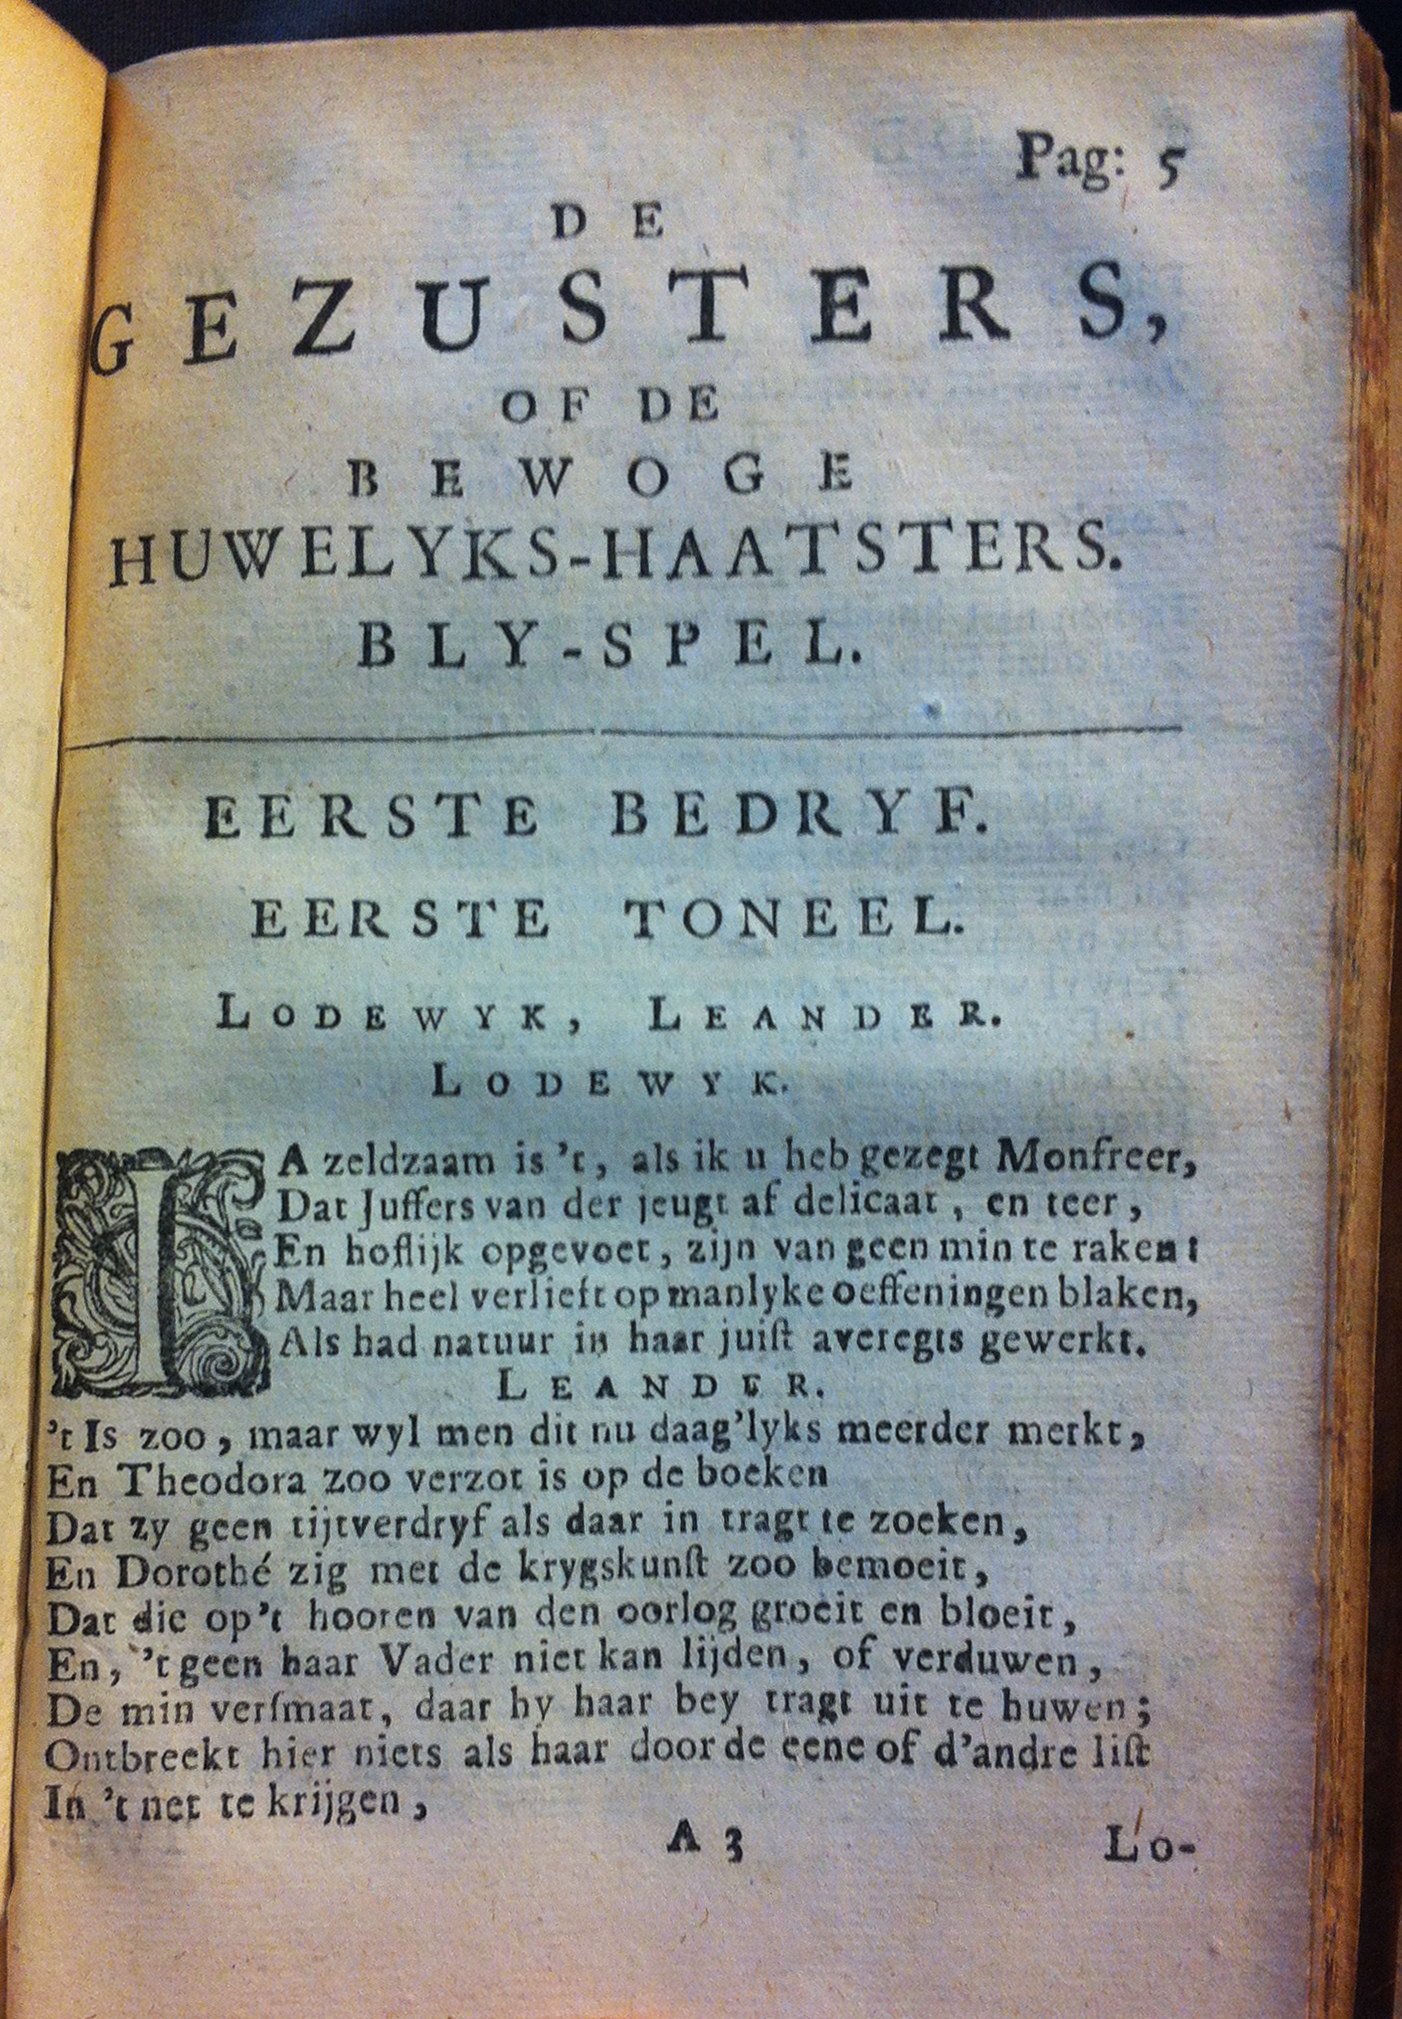 Pag: 5
DE
GEZUSTERS,
OF DE
BEWOGE
HUWELYKS-HAATSTERS.
BLY-SPEL.
EERSTE BEDRYF.
EERSTE TONEEL.
LODEWYK, LEANDER.
LODEWYK.
IA zeldzaam is 't, als ik u heb gezegt Monfreer,
Dat Juffers van der jeugt af delicaat, en teer,
En hoflijk opgevoet, zijn van geen min te raken!
Maar heel verlieſt op manlyke oeffeningen blaken,
Als had natuur in haar juiſt averegts gewerkt.
LEANDER.
't Is zoo, maar wyl men dit nu daag'lyks meerder merkt,
En Theodora zoo verzot is op de boeken
Dat zy geen tijtverdryf als daar in tragt te zoeken,
En Dorothé zig met de krygskunſt zoo bemoeit,
Dat die op 't hooren van den oorlog groeit en bloeit,
En, 't geen haar Vader niet kan lijden, of verduwen,
De min verſmaat, daar hy haar bey tragt uit te huwen;
Ontbreekt hier niets als haar door de eene of d'andre liſt
In 't net te krijgen,
A 3
Lo-